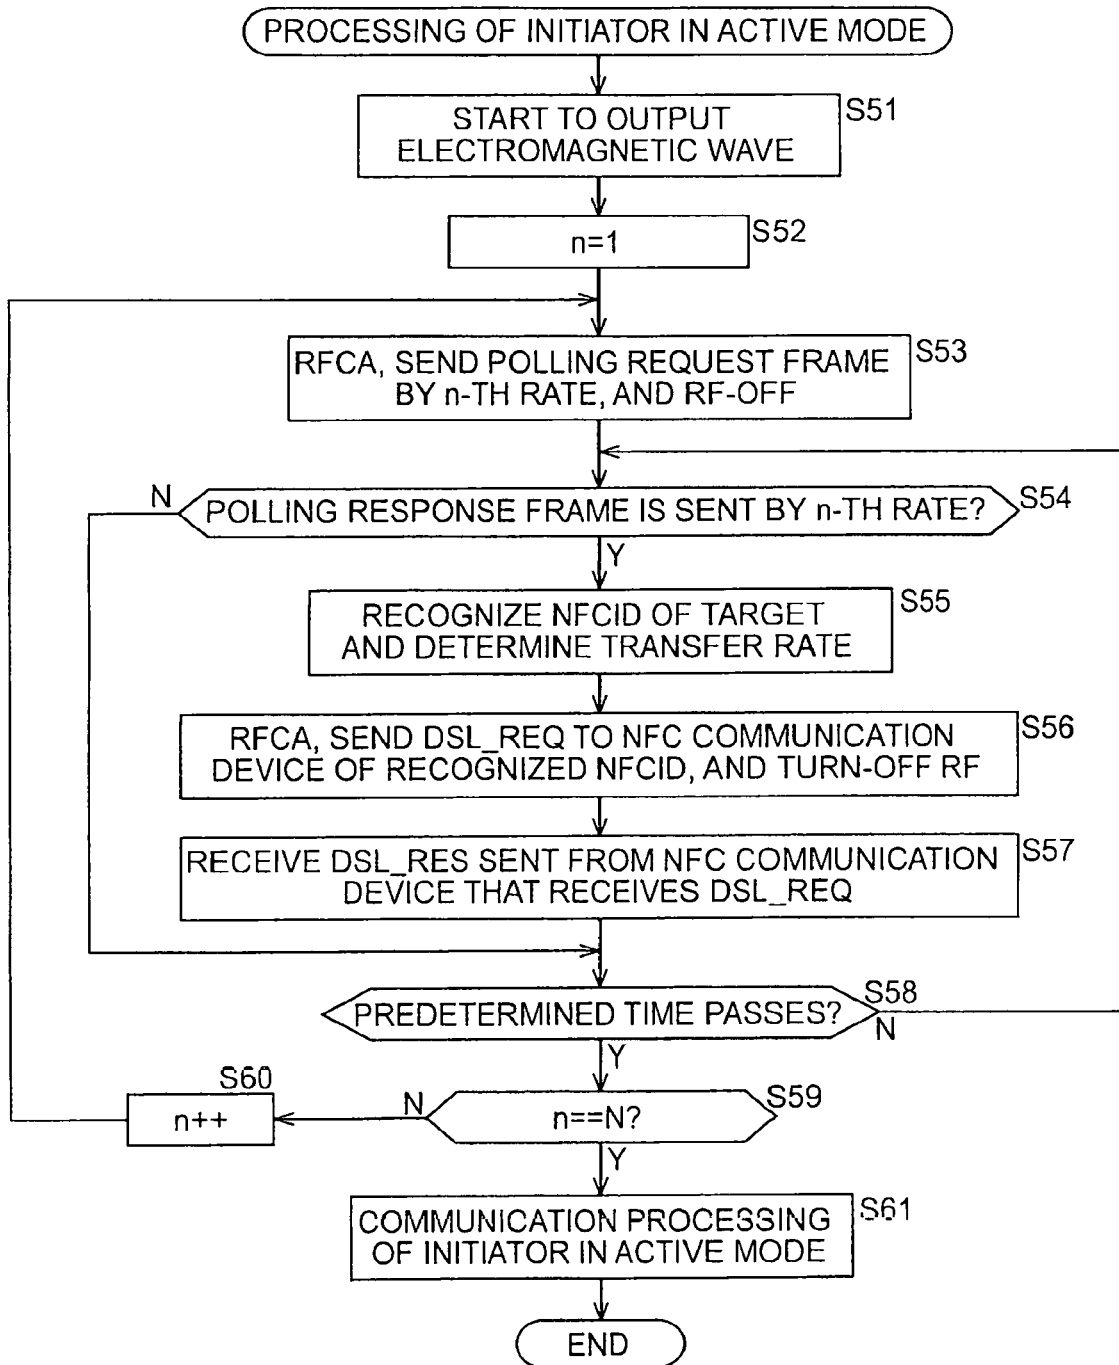 PROCESSING OF INITIATOR IN ACTIVE MODE
START TO OUTPUT
ELECTROMAGNETIC WAVE
S51
n=1
S52
RFCA, SEND POLLING REQUEST FRAME
BY n-TH RATE, AND RF-OFF
S53
N
POLLING RESPONSE FRAME IS SENT BY n-TH RATE?
S54
Y
RECOGNIZE NFCID OF TARGET
AND DETERMINE TRANSFER RATE
S55
RFCA, SEND DSL_REQ TO NFC COMMUNICATION
DEVICE OF RECOGNIZED NFCID, AND TURN-OFF RF
S56
RECEIVE DSL_RES SENT FROM NFC COMMUNICATION
DEVICE THAT RECEIVES DSL_REQ
S57
PREDETERMINED TIME PASSES?
S58
N
Y
S60
n++
N
n==N?
S59
Y
COMMUNICATION PROCESSING
OF INITIATOR IN ACTIVE MODE
S61
END